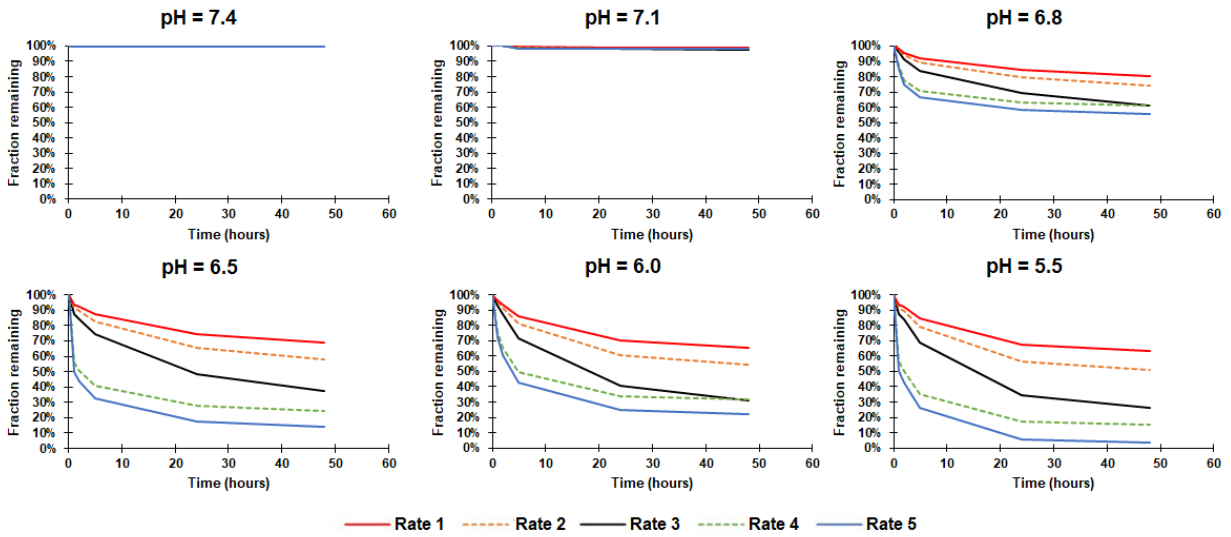 pH = 7.4
Fraction remaining
100%
90%
80%
70%
60%
50%
40%
30%
20%
10%
0%
0 10 20 30 40 50 60
Time (hours)
pH = 7.1
Fraction remaining
100%
90%
80%
70%
60%
50%
40%
30%
20%
10%
0%
0 10 20 30 40 50 60
Time (hours)
pH = 6.8
Fraction remaining
100%
90%
80%
70%
60%
50%
40%
30%
20%
10%
0%
0 10 20 30 40 50 60
Time (hours)
pH = 6.5
Fraction remaining
100%
90%
80%
70%
60%
50%
40%
30%
20%
10%
0%
0 10 20 30 40 50 60
Time (hours)
pH = 6.0
Fraction remaining
100%
90%
80%
70%
60%
50%
40%
30%
20%
10%
0%
0 10 20 30 40 50 60
Time (hours)
pH = 5.5
Fraction remaining
100%
90%
80%
70%
60%
50%
40%
30%
20%
10%
0%
0 10 20 30 40 50 60
Time (hours)
Rate 1 Rate 2 Rate 3 Rate 4 Rate 5